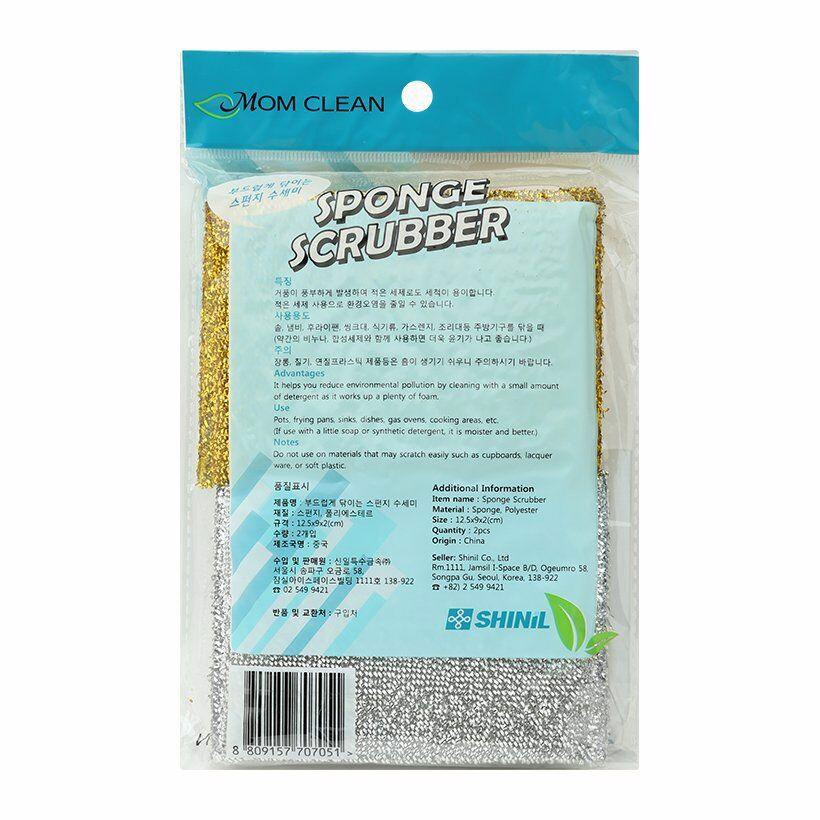 MOM CLEAN
부드럽게 닦이는
스펀지 수세미
SPONGE
SCRUBBER
특징
거품이 풍부하게 발생하여 적은 세제로도 세척이 용이합니다.
적은 세제 사용으로 환경오염을 줄일 수 있습니다.
사용용도
솥, 냄비, 후라이팬, 씽크대, 식기류, 가스렌지, 조리대등 주방기구를 닦을 때
(약간의 비누나, 합성세제와 함께 사용하면 더욱 윤기가 나고 좋습니다.)
주의
장롱, 칠기, 연질프라스틱 제품등은 흠이 생기기 쉬우니 주의하시기 바랍니다.
Advantages
It helps you reduce environmental pollution by cleaning with a small amount
of detergent as it works up a plenty of foam.
Use
Pots, frying pans, sinks, dishes, gas ovens, cooking areas, etc.
(If use with a little soap or synthetic detergent, it is moister and better.)
Notes
Do not use on materials that may scratch easily such as cupboards, lacquer
ware, or soft plastic.
품질표시
제품명 : 부드럽게 닦이는 스펀지 수세미
재질 : 스펀지, 폴리에스테르
규격 : 12.5x9x2(cm)
수량 : 2개입
제조국명 : 중국
수입 및 판매원 : 신일특수금속㈜
서울시 송파구 오금로 58,
잠실아이스페이스빌딩 1111호 138-922
☎ 02 549 9421
반품 및 교환처 : 구입처
Additional Information
Item name : Sponge Scrubber
Material : Sponge, Polyester
Size : 12.5x9x2(cm)
Quantity : 2pcs
Origin : China
Seller: Shinil Co., Ltd
Rm.1111, Jamsil I-Space B/D, Ogeumro 58,
Songpa Gu, Seoul, Korea, 138-922
☎ +82) 2 549 9421
SHINIL
8 809157 707051 >